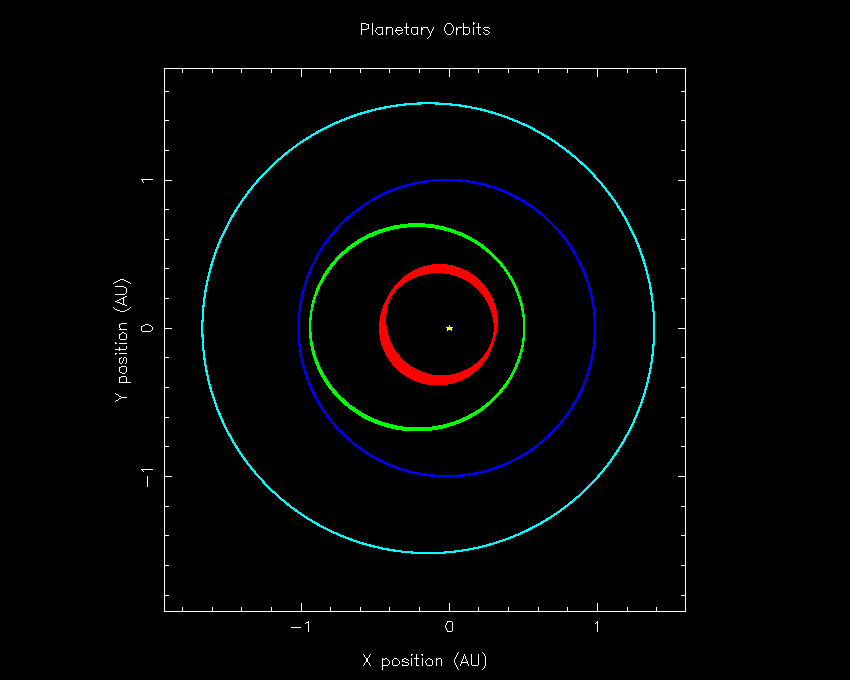 Planetary Orbits
1
0
−1
Y position (AU)
−1
0
1
X position (AU)